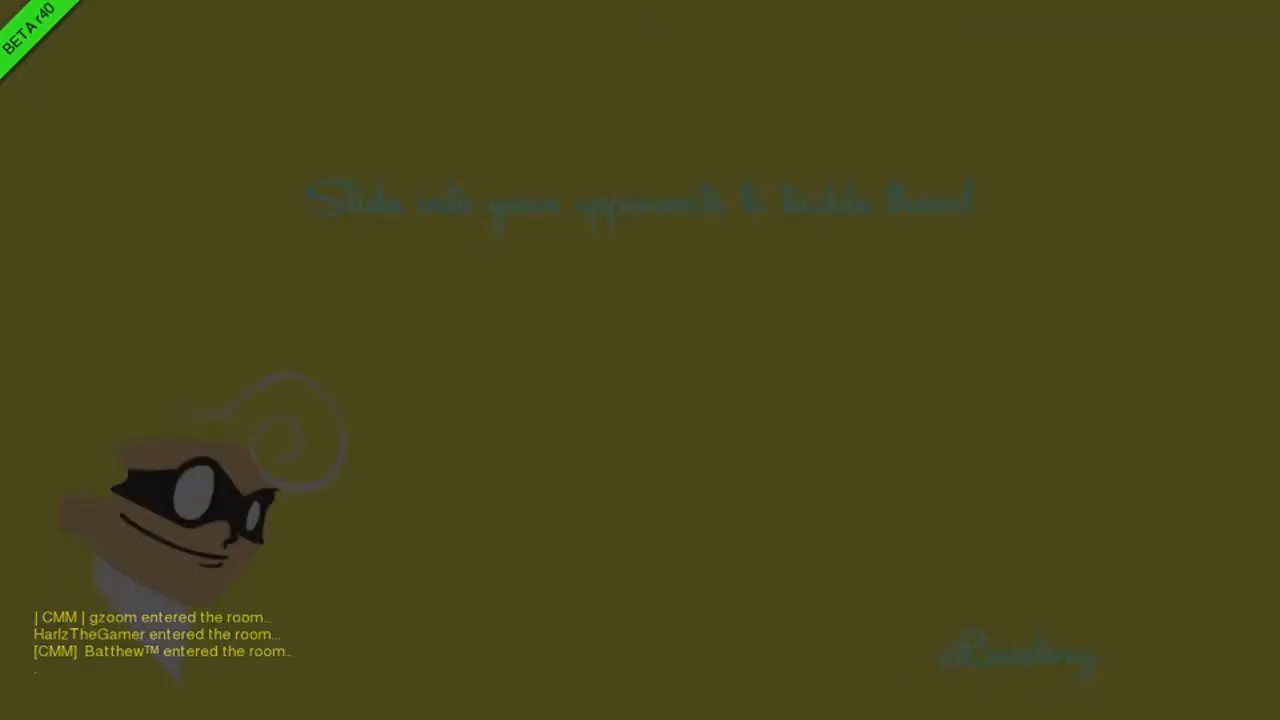 BETA r40
Slide into your opponents to tackle them!
| CMM | gzoom entered the room...
HarlzTheGamer entered the room...
[CMM]  Batthew™ entered the room..
.
Loading